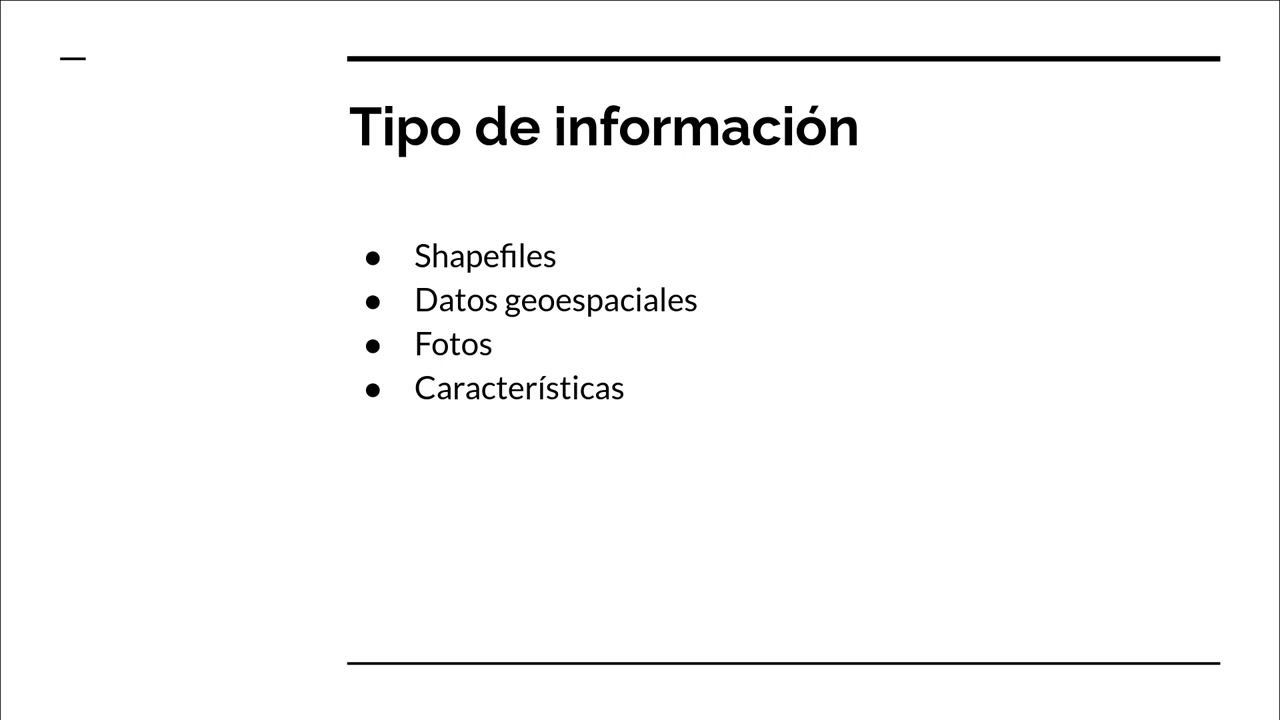 Tipo de información
● Shapefiles
● Datos geoespaciales
● Fotos
● Características